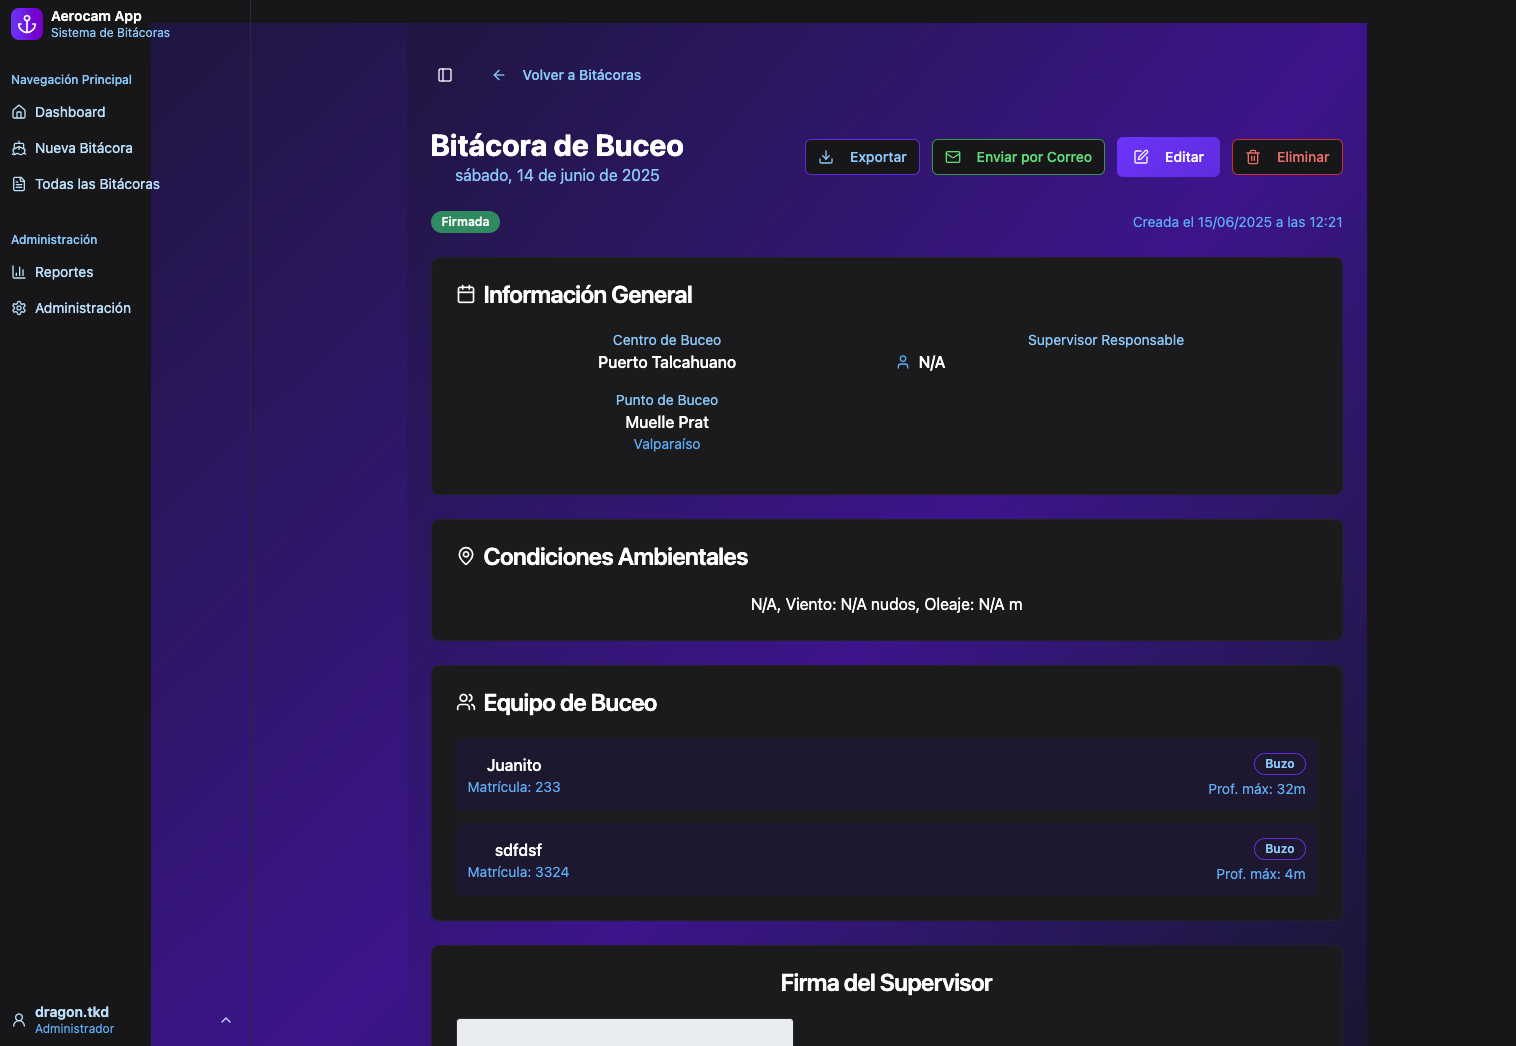 Aerocam App
Sistema de Bitácoras
Navegación Principal
Dashboard
Nueva Bitácora
Todas las Bitácoras
Administración
Reportes
Administración
dragon.tkd
Administrador
Volver a Bitácoras
Bitácora de Buceo
sábado, 14 de junio de 2025
Exportar
Enviar por Correo
Editar
Eliminar
Firmada
Creada el 15/06/2025 a las 12:21
Información General
Centro de Buceo
Puerto Talcahuano
Supervisor Responsable
N/A
Punto de Buceo
Muelle Prat
Valparaíso
Condiciones Ambientales
N/A, Viento: N/A nudos, Oleaje: N/A m
Equipo de Buceo
Juanito
Matrícula: 233
Buzo
Prof. máx: 32m
sdfdsf
Matrícula: 3324
Buzo
Prof. máx: 4m
Firma del Supervisor